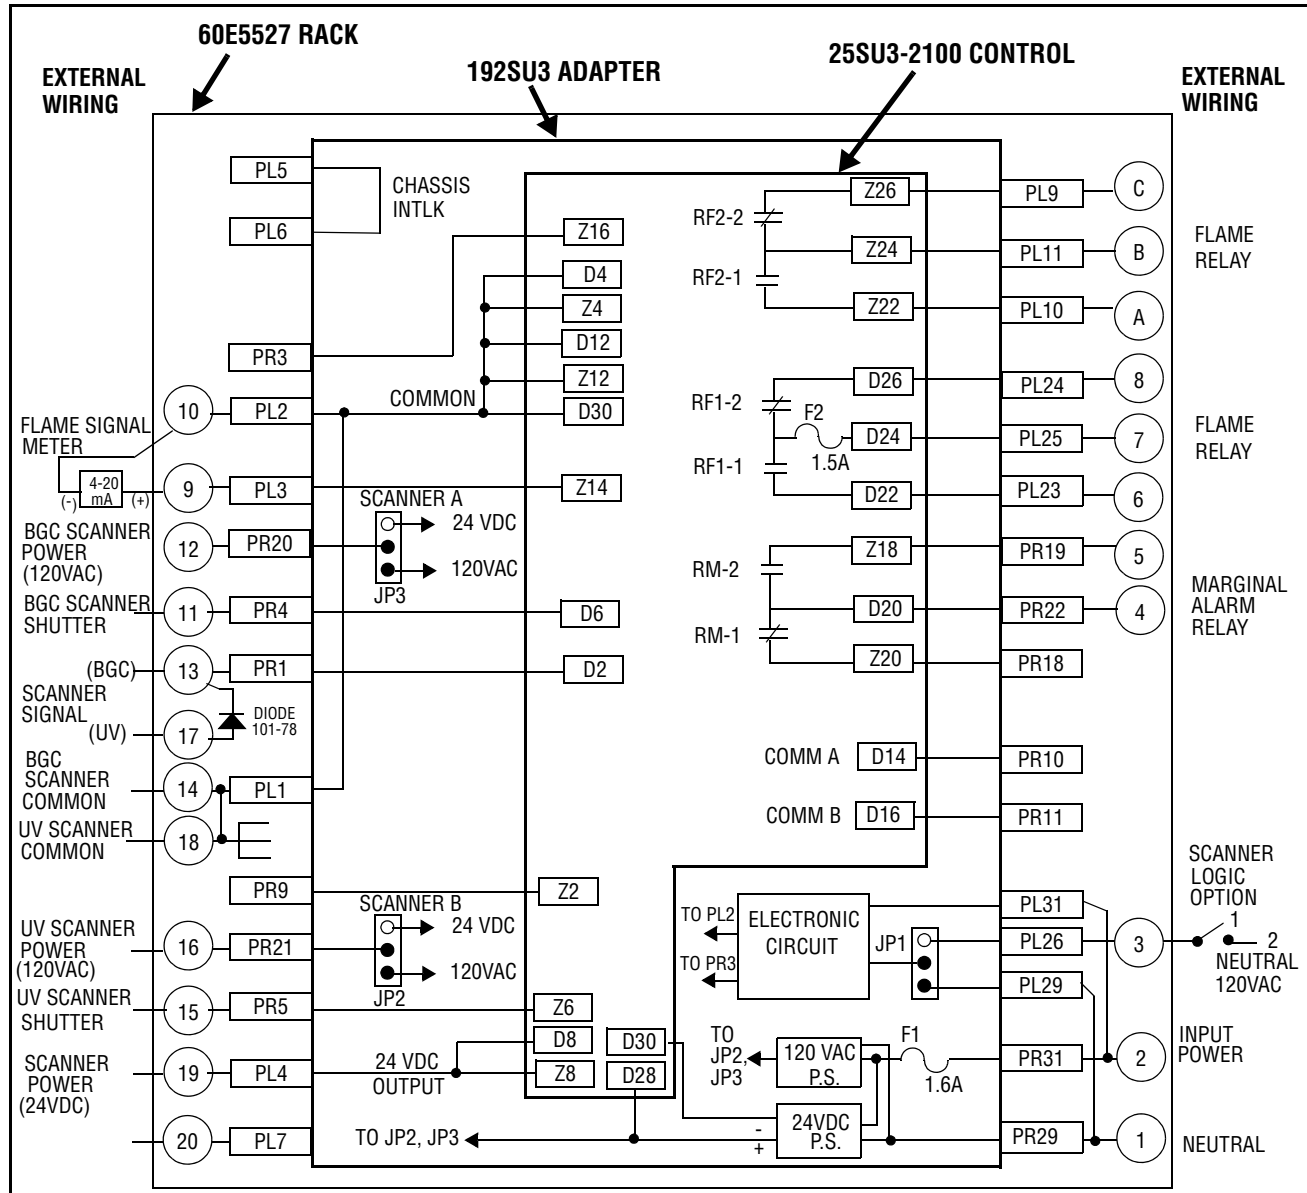 60E5527 RACK
192SU3 ADAPTER
25SU3-2100 CONTROL
EXTERNAL
WIRING
EXTERNAL
WIRING
PL5
CHASSIS
INTLK
PL6
Z16
D4
Z4
D12
PR3
Z12
COMMON
10
PL2
D30
FLAME SIGNAL
METER
4-20
mA
(-)
(+)
9
PL3
Z14
SCANNER A
24 VDC
120VAC
JP3
BGC SCANNER
POWER
(120VAC)
12
PR20
BGC SCANNER
SHUTTER
11
PR4
D6
(BGC)
13
PR1
D2
SCANNER
SIGNAL
DIODE
101-78
(UV)
17
BGC
SCANNER
COMMON
14
PL1
UV SCANNER
COMMON
18
PR9
Z2
SCANNER B
24 VDC
120VAC
JP2
UV SCANNER
POWER
(120VAC)
16
PR21
UV SCANNER
SHUTTER
15
PR5
Z6
D8
SCANNER
POWER
(24VDC)
19
PL4
24 VDC
OUTPUT
Z8
20
PL7
TO JP2, JP3
D30
D28
RF2-2
Z26
PL9
C
Z24
PL11
B
FLAME
RELAY
RF2-1
Z22
PL10
A
D26
PL24
8
RF1-2
F2
1.5A
D24
PL25
7
FLAME
RELAY
RF1-1
D22
PL23
6
Z18
PR19
5
RM-2
MARGINAL
ALARM
RELAY
D20
PR22
4
RM-1
Z20
PR18
COMM A
D14
PR10
COMM B
D16
PR11
SCANNER
LOGIC
OPTION
1
2
NEUTRAL
120VAC
TO PL2
TO PR3
ELECTRONIC
CIRCUIT
JP1
PL31
PL26
3
PL29
TO
JP2,
JP3
120 VAC
P.S.
F1
1.6A
PR31
2
INPUT
POWER
24VDC
P.S.
-
+
PR29
1
NEUTRAL